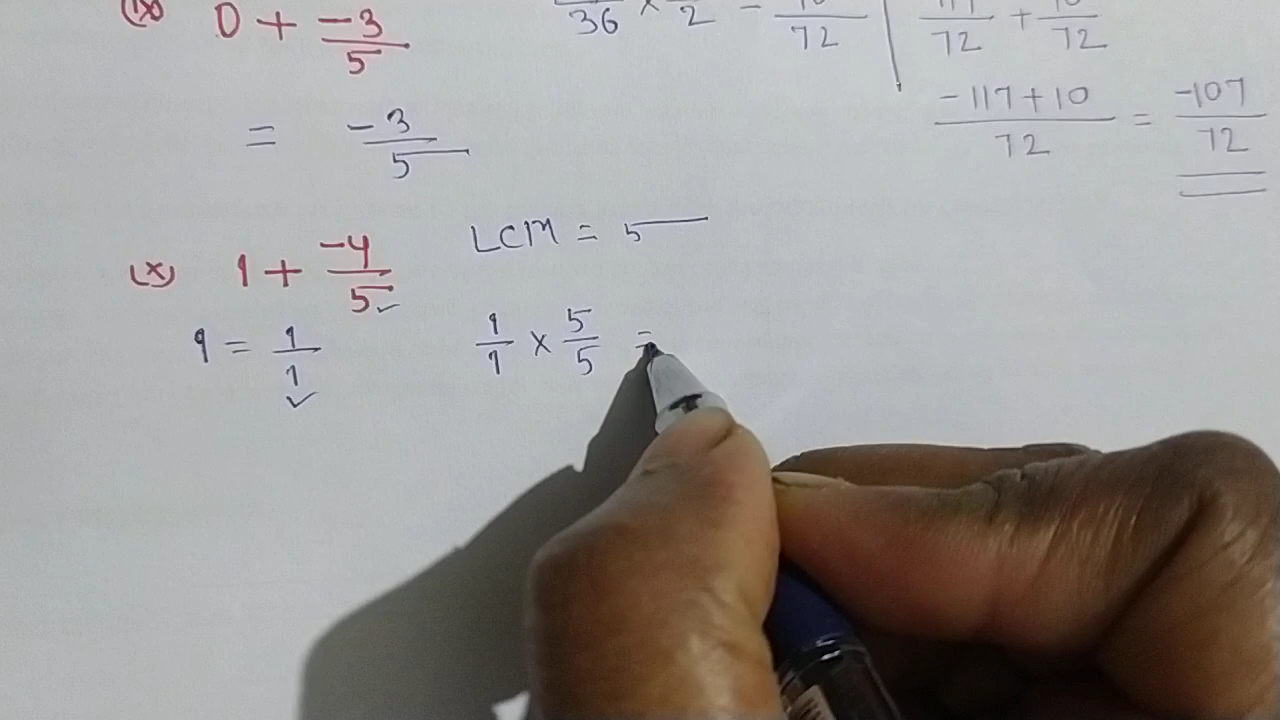 (ix) 0 + -3/5
= -3/5
36 × 2 = 72
72 + 72
-117+10/72 = -107/72
(x) 1 + -4/5 ✓
LCM = 5
1 = 1/1 ✓
1/1 × 5/5 =